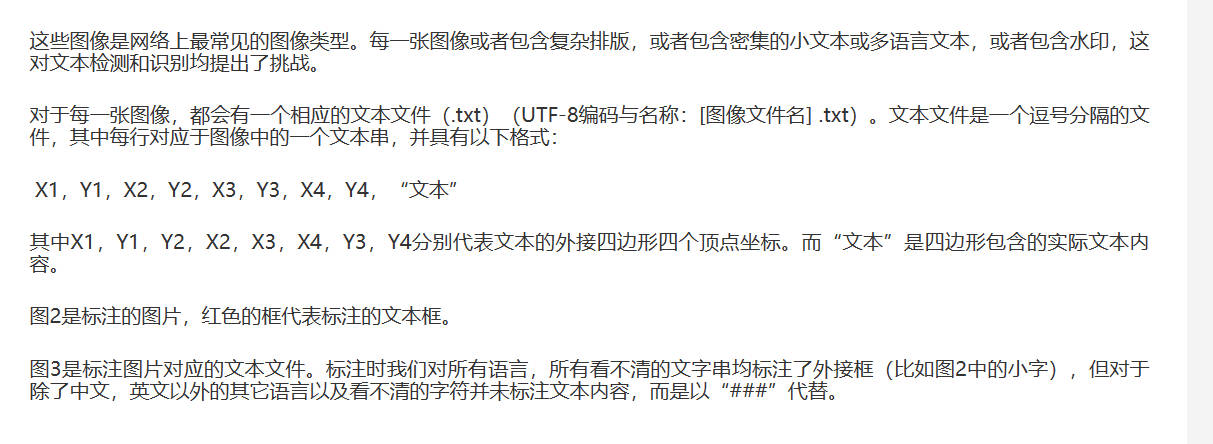 这些图像是网络上最常见的图像类型。每一张图像或者包含复杂排版，或者包含密集的小文本或多语言文本，或者包含水印，这
对文本检测和识别均提出了挑战。
对于每一张图像，都会有一个相应的文本文件（.txt）（UTF-8编码与名称：[图像文件名] .txt）。文本文件是一个逗号分隔的文
件，其中每行对应于图像中的一个文本串，并具有以下格式：
X1，Y1，X2，Y2，X3，Y3，X4，Y4，“文本”
其中X1，Y1，Y2，X2，X3，X4，Y3，Y4分别代表文本的外接四边形四个顶点坐标。而“文本”是四边形包含的实际文本内
容。
图2是标注的图片，红色的框代表标注的文本框。
图3是标注图片对应的文本文件。标注时我们对所有语言，所有看不清的文字串均标注了外接框（比如图2中的小字），但对于
除了中文，英文以外的其它语言以及看不清的字符并未标注文本内容，而是以“###”代替。